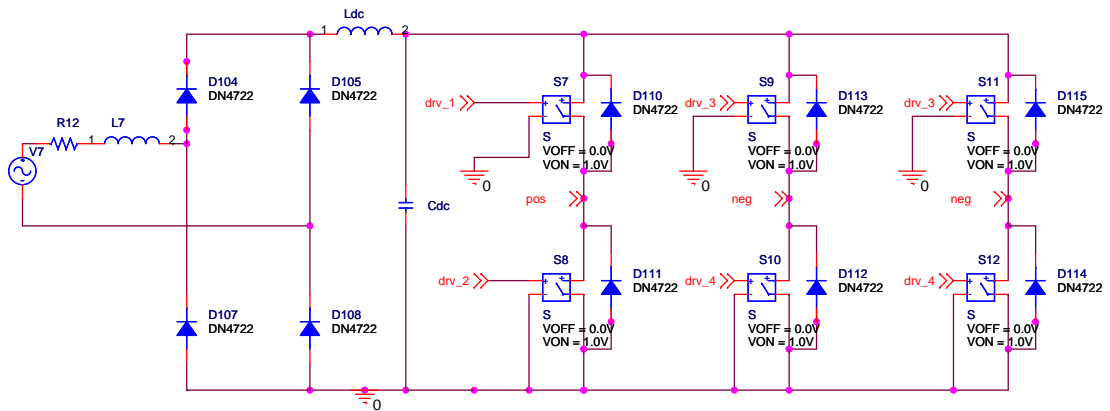 Ldc
1 2
D104
DN4722
D105
DN4722
R12
L7
1 2
V7
Cdc
D107
DN4722
D108
DN4722
0
drv_1
S7
D110
DN4722
S
VOFF = 0.0V
VON = 1.0V
0
pos
drv_2
S8
D111
DN4722
S
VOFF = 0.0V
VON = 1.0V
drv_3
S9
D113
DN4722
S
VOFF = 0.0V
VON = 1.0V
0
neg
drv_4
S10
D112
DN4722
S
VOFF = 0.0V
VON = 1.0V
drv_3
S11
D115
DN4722
S
VOFF = 0.0V
VON = 1.0V
0
neg
drv_4
S12
D114
DN4722
S
VOFF = 0.0V
VON = 1.0V